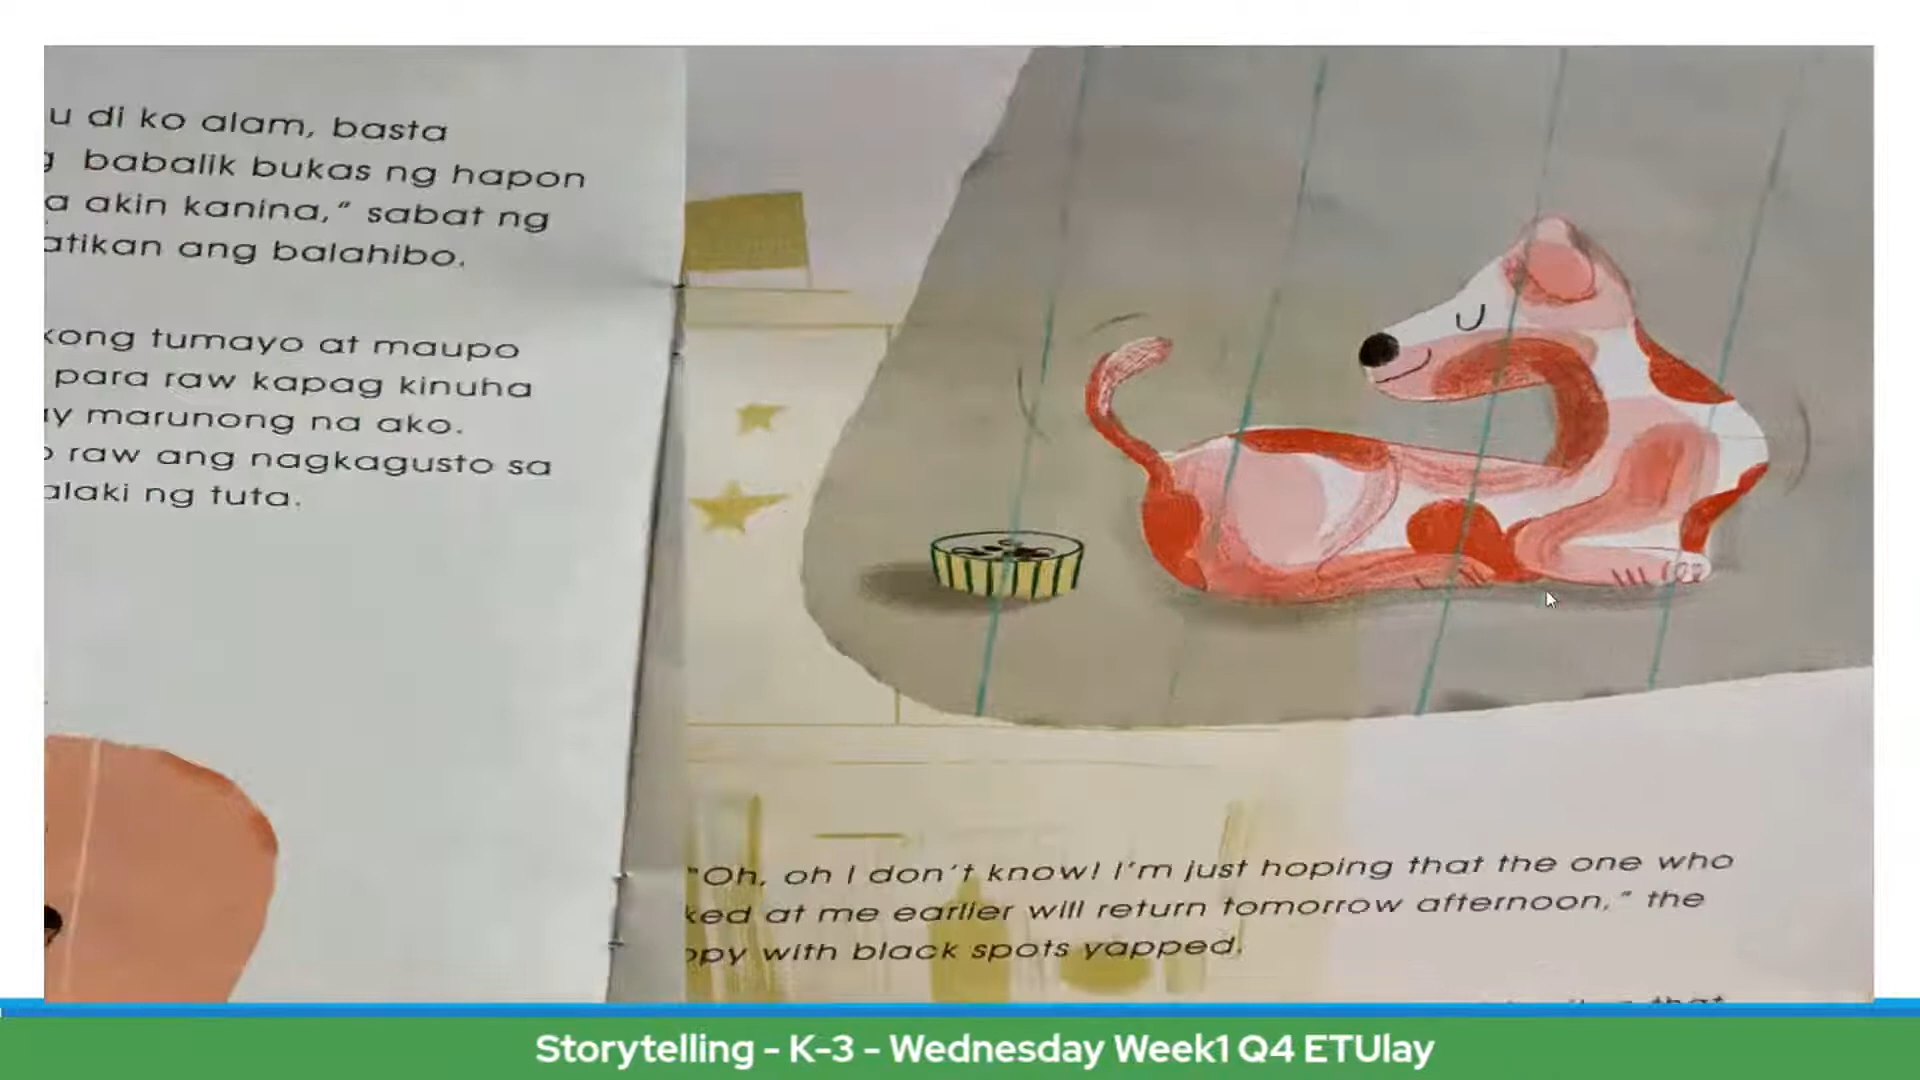 u di ko alam, basta
babalik bukas ng hapon
a akin kanina,” sabat ng
atikan ang balahibo.
kong tumayo at maupo
para raw kapag kinuha
y marunong na ako.
raw ang nagkagusto sa
alaki ng tuta.
"Oh, oh I don't know! I'm just hoping that the one who
ked at me earlier will return tomorrow afternoon," the
ppy with black spots yapped.
Storytelling - K-3 - Wednesday Week1 Q4 ETUlay